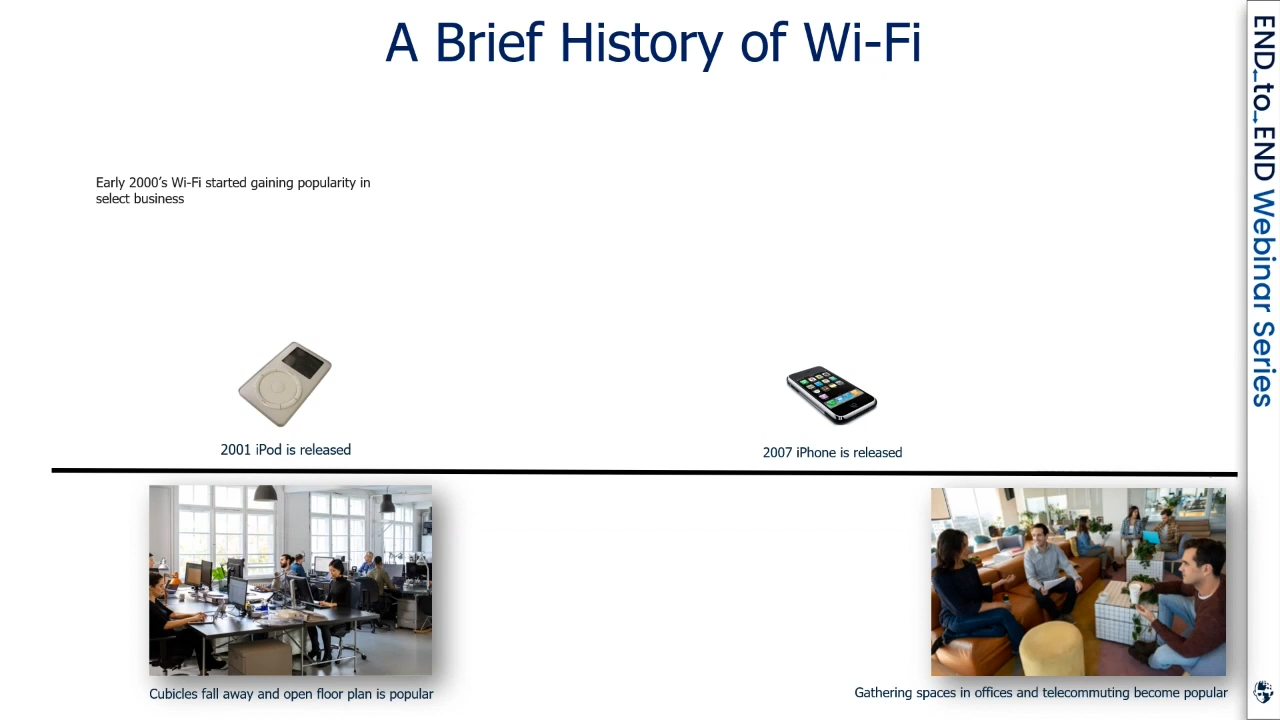 A Brief History of Wi-Fi
Early 2000’s Wi-Fi started gaining popularity in
select business
2001 iPod is released
2007 iPhone is released
Cubicles fall away and open floor plan is popular
Gathering spaces in offices and telecommuting become popular
END to END Webinar Series